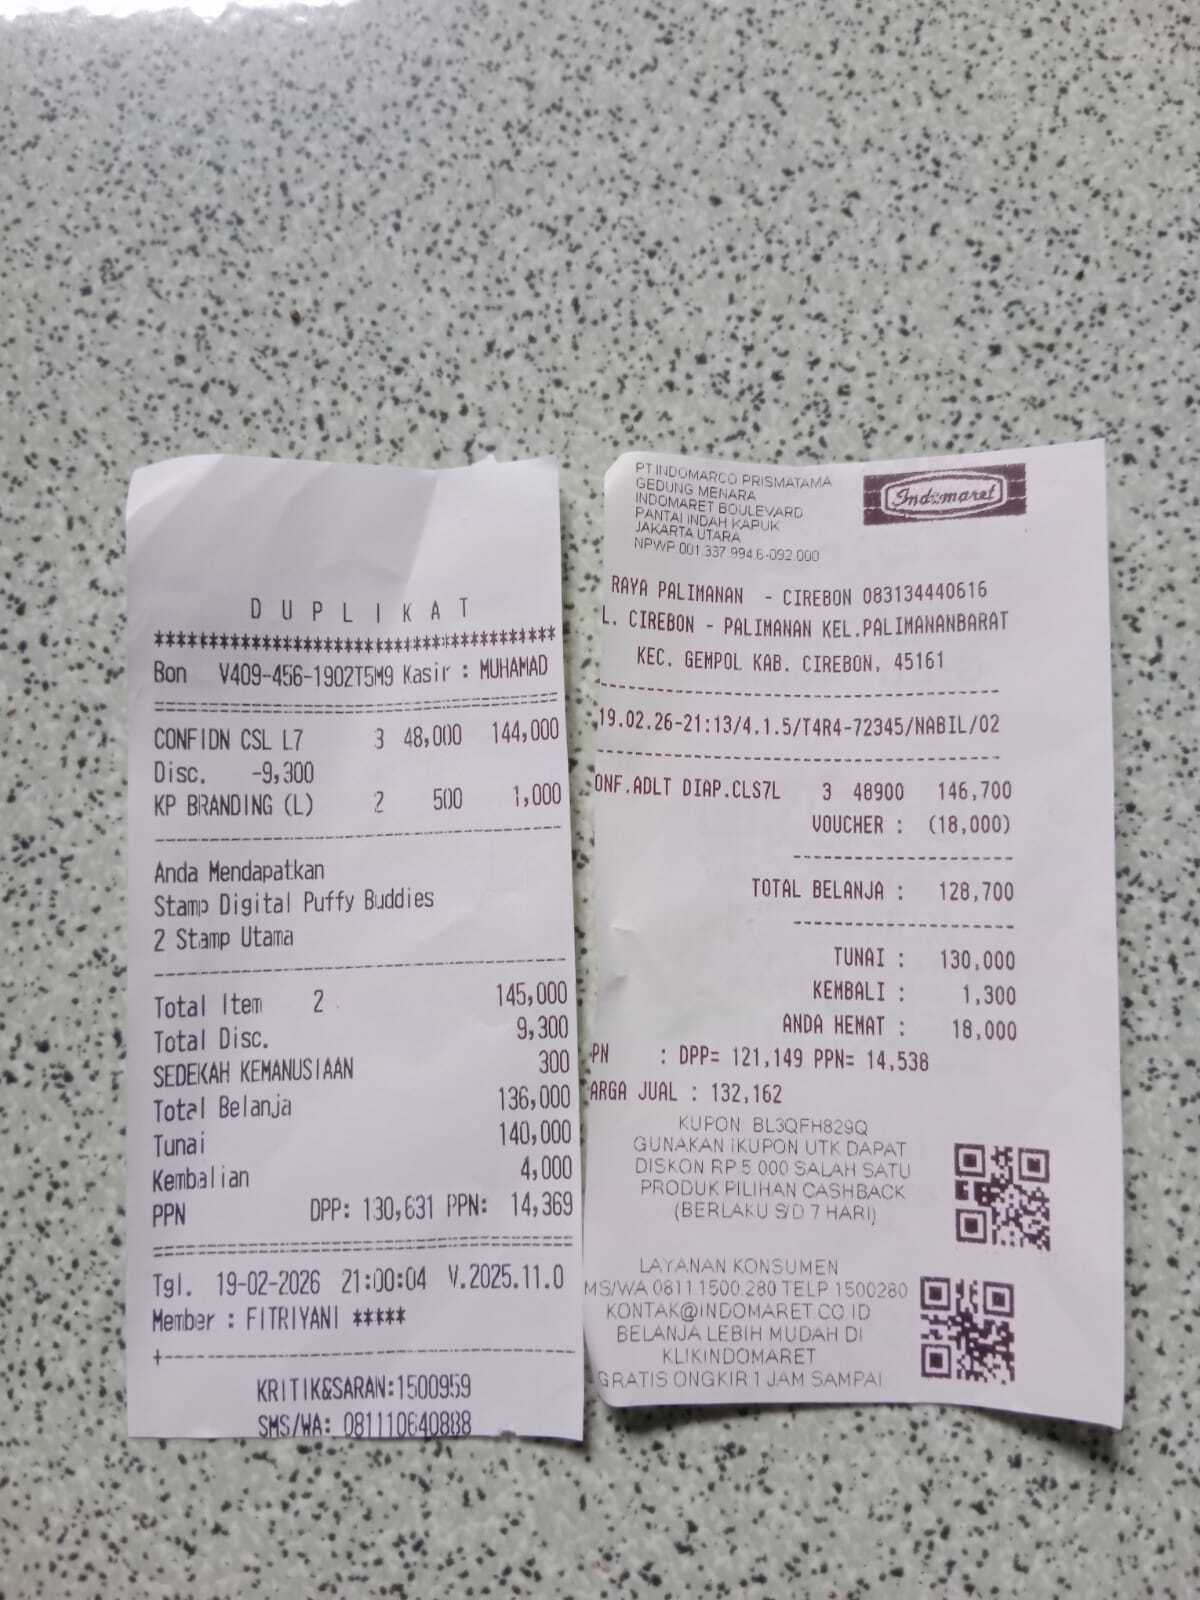 D U P L I K A T
**************************************
Bon V409-456-1902T5M9 Kasir : MUHAMAD
CONFIDN CSL L7 3 48,000 144,000
Disc. -9,300
KP BRANDING (L) 2 500 1,000
Anda Mendapatkan
Stamp Digital Puffy Buddies
2 Stamp Utama
Total Item 2 145,000
Total Disc. 9,300
SEDEKAH KEMANUSIAAN 300
Total Belanja 136,000
Tunai 140,000
Kembalian 4,000
PPN DPP: 130,631 PPN: 14,369
Tgl. 19-02-2026 21:00:04 V.2025.11.0
Member : FITRIYANI *****
KRITIK&SARAN:1500959
SMS/WA: 081110640888
PT.INDOMARCO PRISMATAMA
GEDUNG MENARA
INDOMARET BOULEVARD
PANTAI INDAH KAPUK
JAKARTA UTARA
NPWP 001.337.994.6-092.000
Indomaret
RAYA PALIMANAN - CIREBON 083134440616
L. CIREBON - PALIMANAN KEL.PALIMANANBARAT
KEC. GEMPOL KAB. CIREBON, 45161
19.02.26-21:13/4.1.5/T4R4-72345/NABIL/02
ONF.ADLT DIAP.CLS7L 3 48900 146,700
VOUCHER : (18,000)
TOTAL BELANJA : 128,700
TUNAI : 130,000
KEMBALI : 1,300
ANDA HEMAT : 18,000
PN : DPP= 121,149 PPN= 14,538
ARGA JUAL : 132,162
KUPON: BL3QFH829Q
GUNAKAN iKUPON UTK DAPAT
DISKON RP 5.000 SALAH SATU
PRODUK PILIHAN CASHBACK
(BERLAKU S/D 7 HARI)
LAYANAN KONSUMEN
MS/WA 0811.1500.280 TELP 1500280
KONTAK@INDOMARET.CO.ID
BELANJA LEBIH MUDAH DI
KLIKINDOMARET
GRATIS ONGKIR 1 JAM SAMPAI